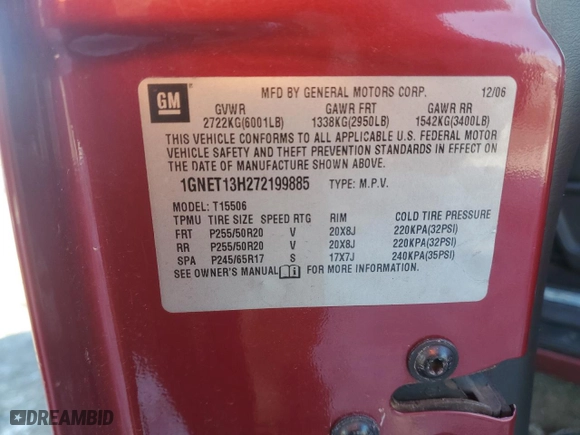 GM
MFD BY GENERAL MOTORS CORP. 12/06
GVWR GAWR FRT GAWR RR
2722KG(6001LB) 1338KG(2950LB) 1542KG(3400LB)
THIS VEHICLE CONFORMS TO ALL APPLICABLE U.S. FEDERAL MOTOR
VEHICLE SAFETY AND THEFT PREVENTION STANDARDS IN EFFECT ON
THE DATE OF MANUFACTURE SHOWN ABOVE.
1GNET13H272199885 TYPE: M.P.V.
MODEL: T15506
TPMU TIRE SIZE SPEED RTG RIM COLD TIRE PRESSURE
FRT P255/50R20 V 20X8J 220KPA(32PSI)
RR P255/50R20 V 20X8J 220KPA(32PSI)
SPA P245/65R17 S 17X7J 240KPA(35PSI)
SEE OWNER'S MANUAL FOR MORE INFORMATION.
DREAMBID